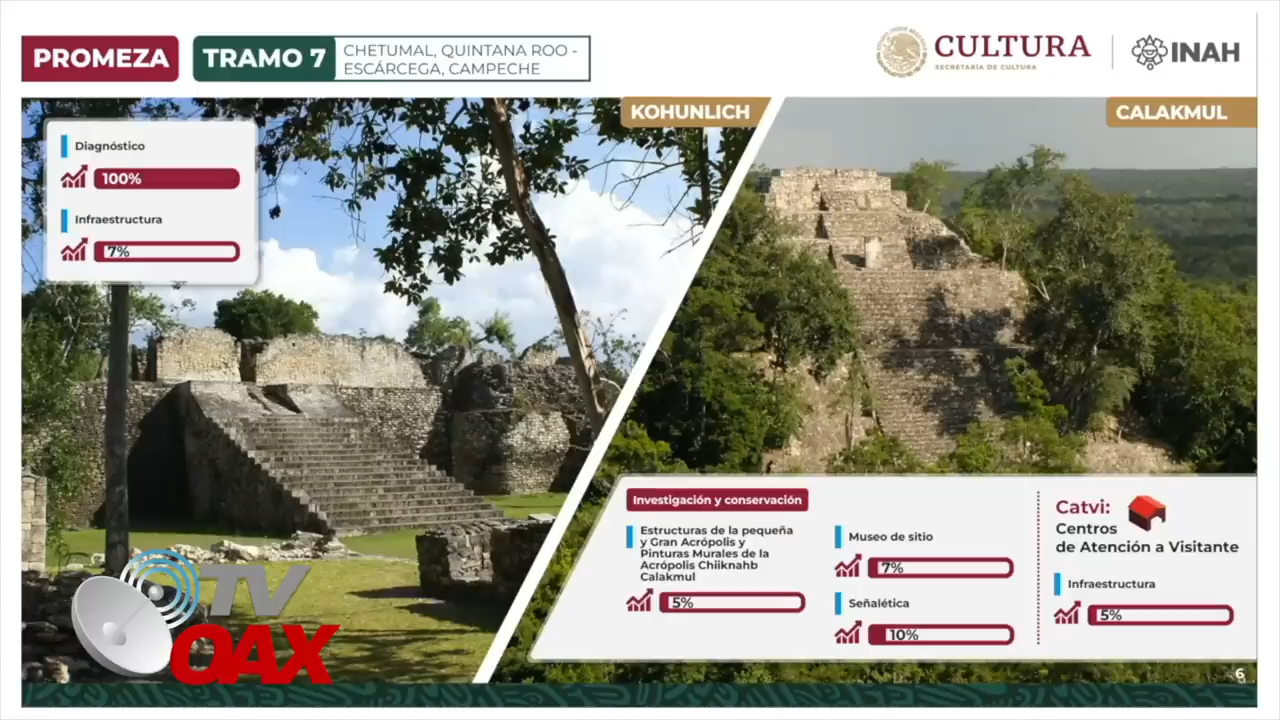 PROMEZA
TRAMO 7
CHETUMAL, QUINTANA ROO -
ESCÁRCEGA, CAMPECHE
CULTURA
SECRETARÍA DE CULTURA
INAH
KOHUNLICH
CALAKMUL
Diagnóstico
100%
Infraestructura
7%
Investigación y conservación
Estructuras de la pequeña
y Gran Acrópolis y
Pinturas Murales de la
Acrópolis Chiiknahb
Calakmul
5%
Museo de sitio
7%
Señalética
10%
Catvi:
Centros
de Atención a Visitante
Infraestructura
5%
TV
OAX
6